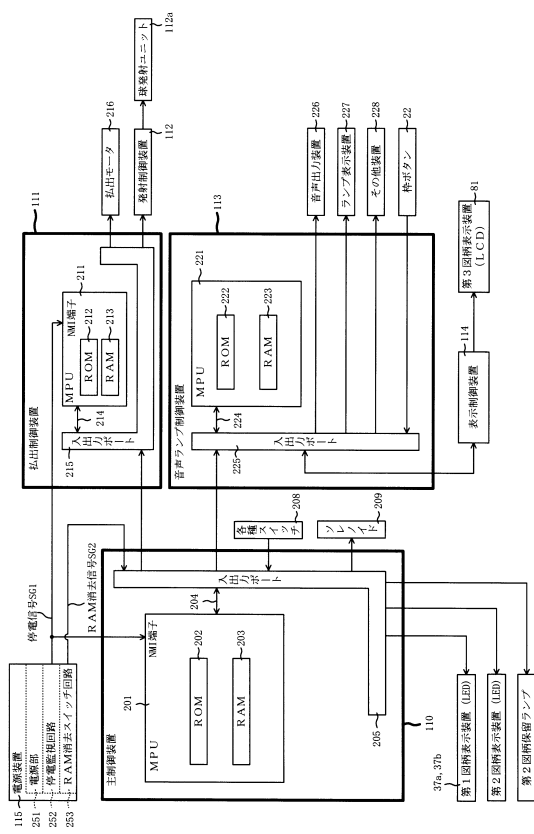 115
電源装置
251
電源部
252
停電監視回路
253
RAM消去スイッチ回路
停電信号SG1
RAM消去信号SG2
111
払出制御装置
211
MPU
NMI端子
ROM
212
RAM
213
214
215
入出力ポート
払出モータ
216
発射制御装置
112
球発射ユニット
112a
主制御装置
110
201
MPU
NMI端子
ROM
202
RAM
203
204
205
入出力ポート
各種スイッチ
208
ソレノイド
209
113
音声ランプ制御装置
221
MPU
ROM
222
RAM
223
224
225
入出力ポート
音声出力装置
226
ランプ表示装置
227
その他装置
228
枠ボタン
22
表示制御装置
114
第3図柄表示装置
(LCD)
81
37a, 37b
第1図柄表示装置 (LED)
第2図柄表示装置 (LED)
第2図柄保留ランプ